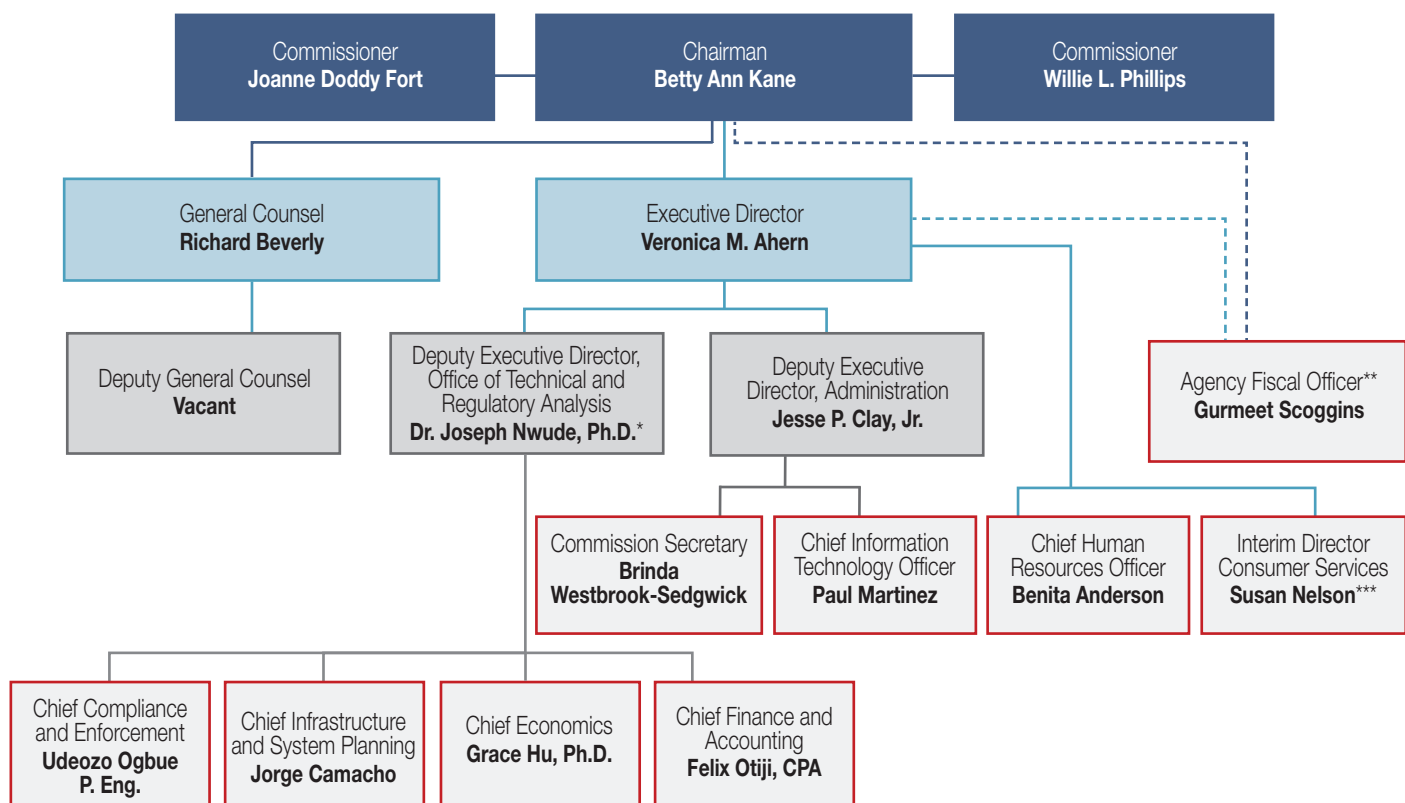 Commissioner
Joanne Doddy Fort
Chairman
Betty Ann Kane
Commissioner
Willie L. Phillips
General Counsel
Richard Beverly
Executive Director
Veronica M. Ahern
Deputy General Counsel
Vacant
Deputy Executive Director,
Office of Technical and
Regulatory Analysis
Dr. Joseph Nwude, Ph.D.*
Deputy Executive
Director, Administration
Jesse P. Clay, Jr.
Agency Fiscal Officer**
Gurmeet Scoggins
Commission Secretary
Brinda
Westbrook-Sedgwick
Chief Information
Technology Officer
Paul Martinez
Chief Human
Resources Officer
Benita Anderson
Interim Director
Consumer Services
Susan Nelson***
Chief Compliance
and Enforcement
Udeozo Ogbue
P. Eng.
Chief Infrastructure
and System Planning
Jorge Camacho
Chief Economics
Grace Hu, Ph.D.
Chief Finance and
Accounting
Felix Otiji, CPA